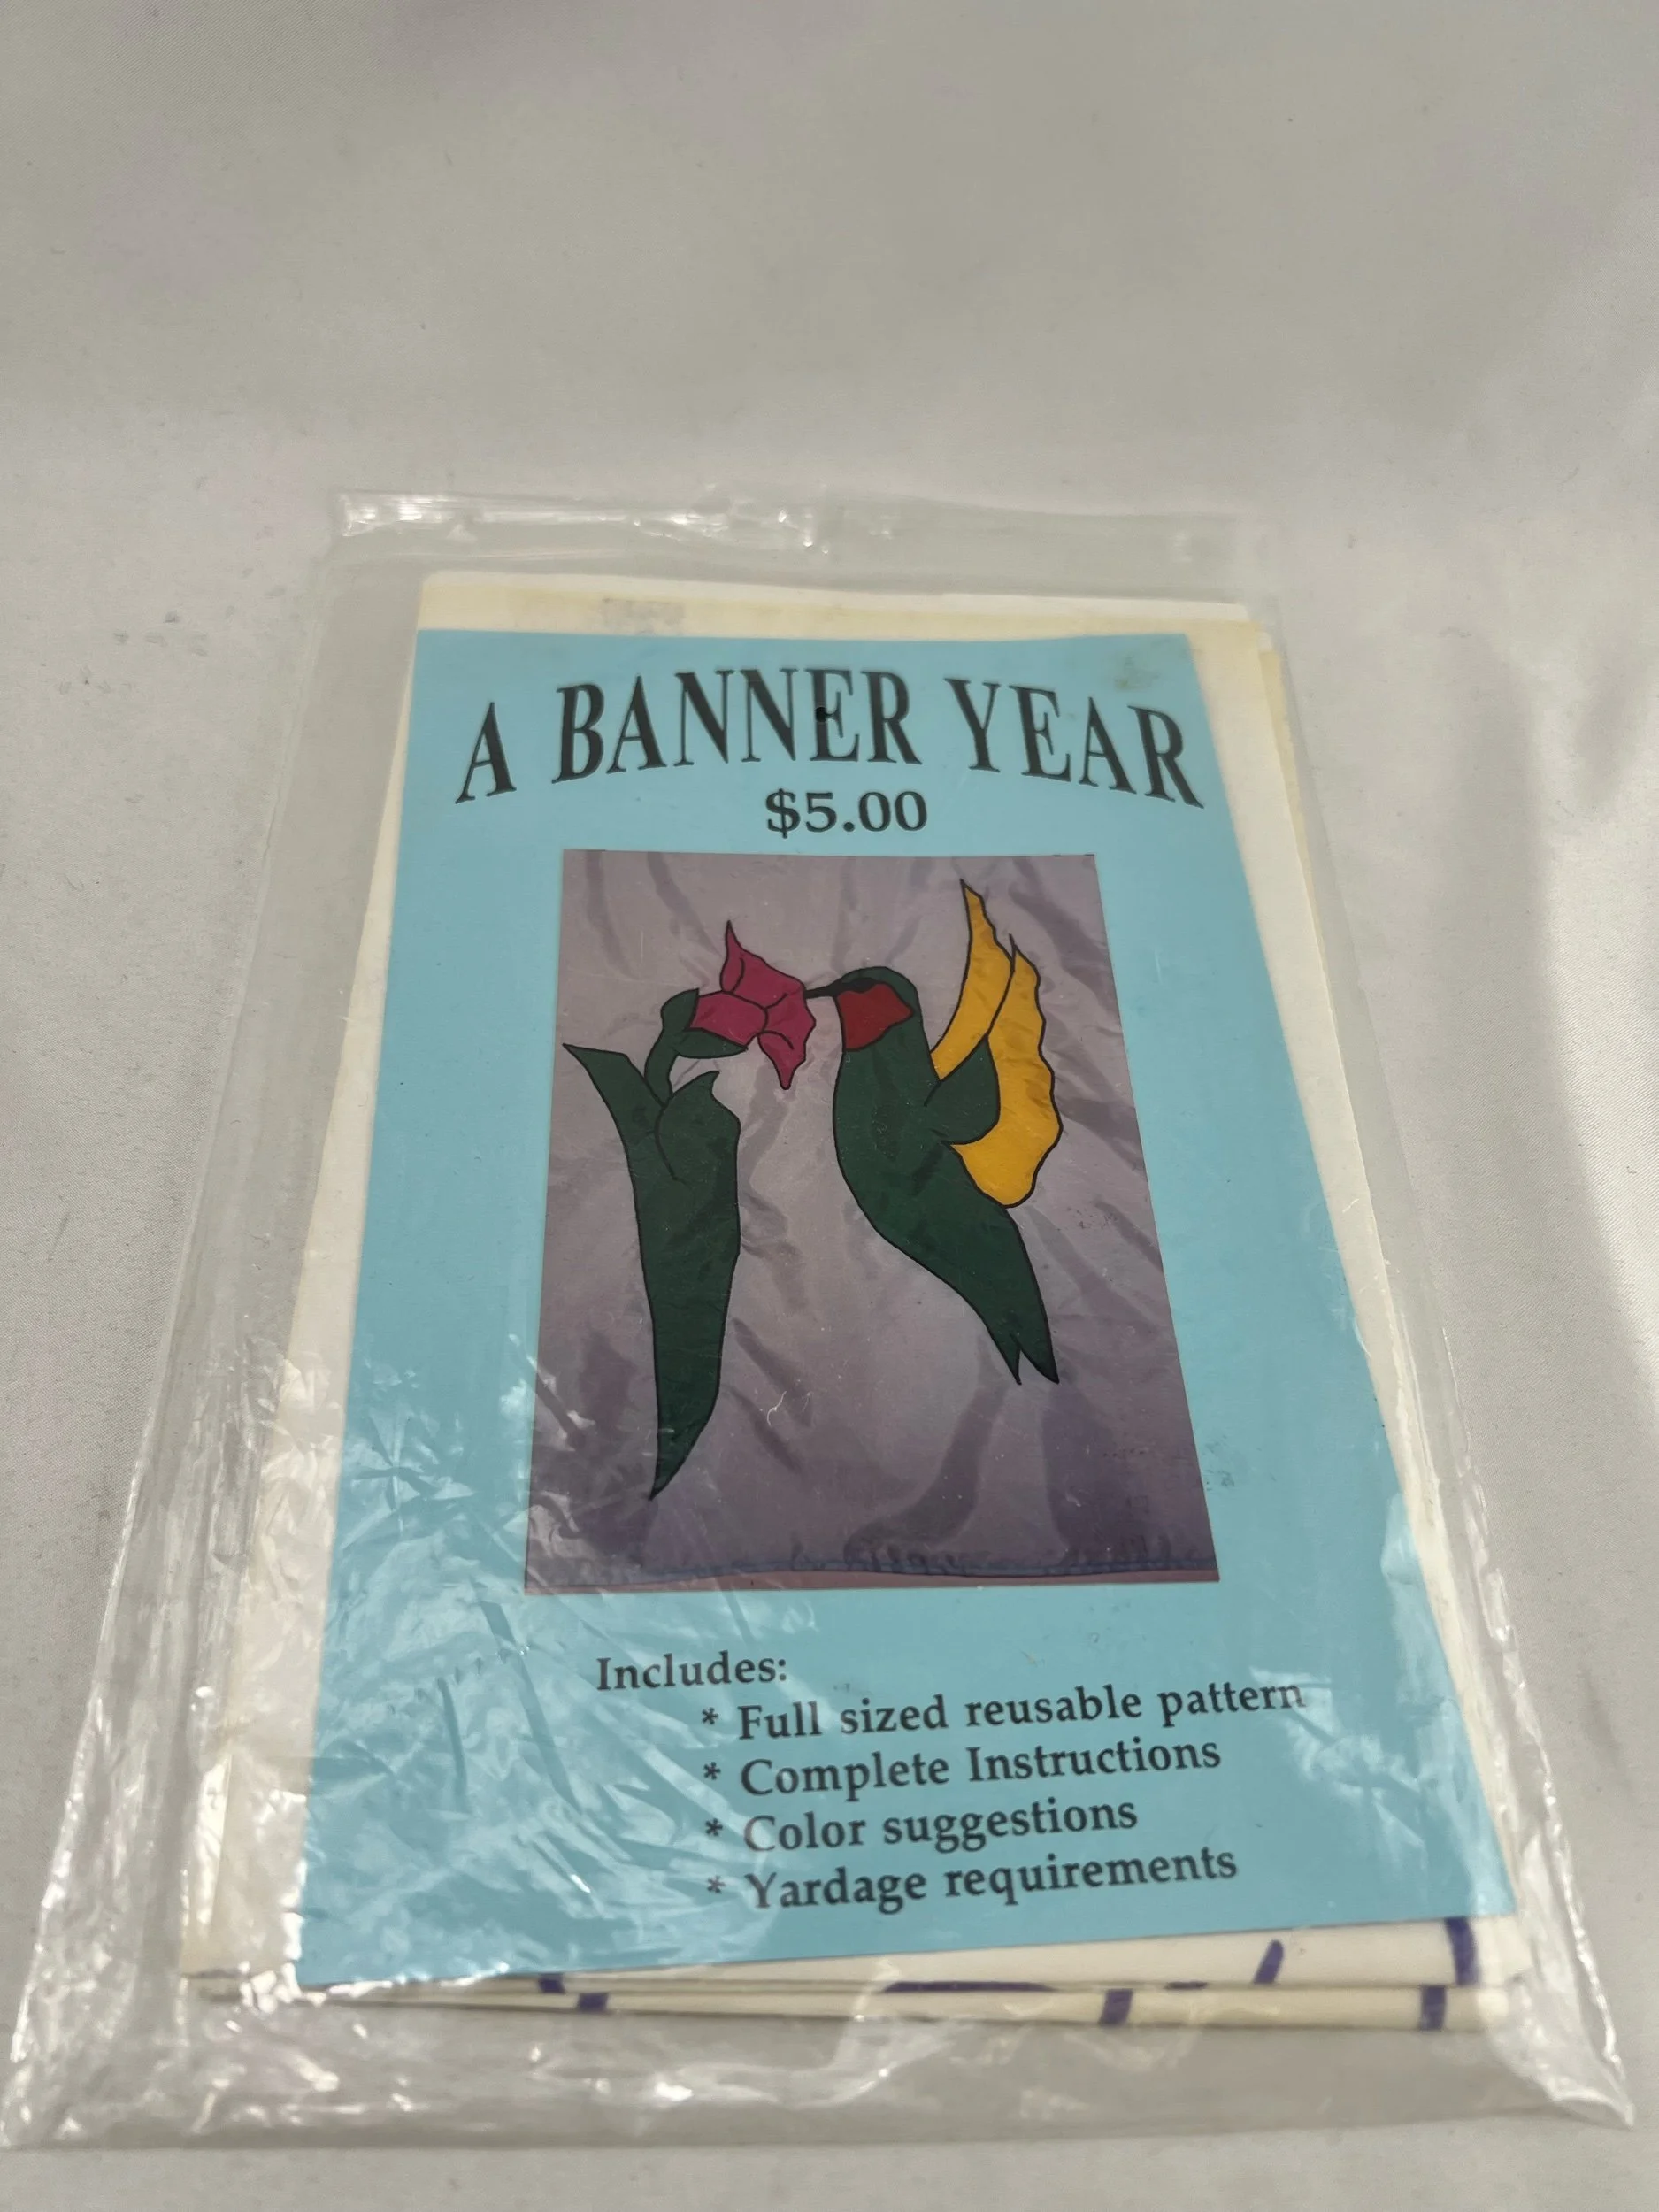 A BANNER YEAR
$5.00
Includes:
* Full sized reusable pattern
* Complete Instructions
* Color suggestions
* Yardage requirements